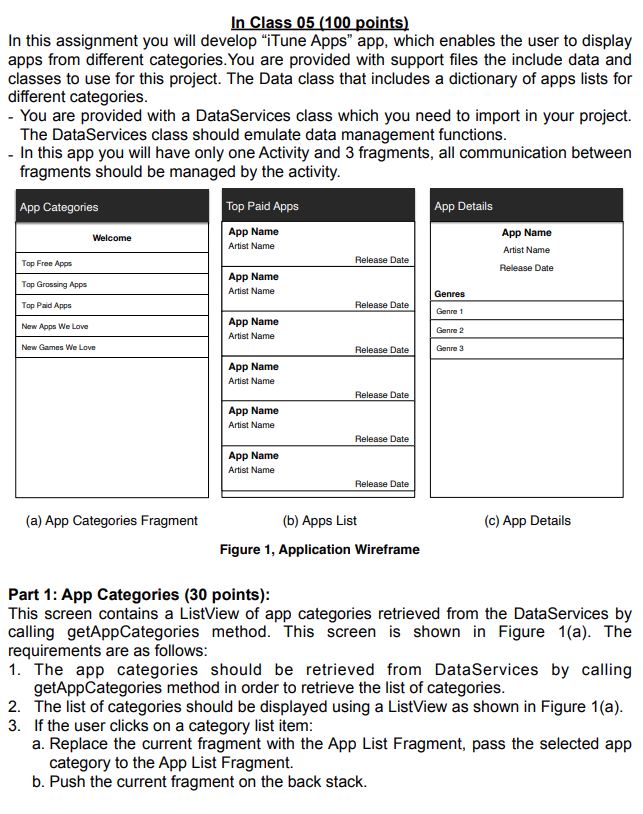 In Class 05 (100 points)
In this assignment you will develop “iTune Apps” app, which enables the user to display
apps from different categories.You are provided with support files the include data and
classes to use for this project. The Data class that includes a dictionary of apps lists for
different categories.
- You are provided with a DataServices class which you need to import in your project.
The DataServices class should emulate data management functions.
- In this app you will have only one Activity and 3 fragments, all communication between
fragments should be managed by the activity.
App Categories
Welcome
Top Free Apps
Top Grossing Apps
Top Paid Apps
New Apps We Love
New Games We Love
Top Paid Apps
App Name
Artist Name
Release Date
App Name
Artist Name
Release Date
App Name
Artist Name
Release Date
App Name
Artist Name
Release Date
App Name
Artist Name
Release Date
App Name
Artist Name
Release Date
App Details
App Name
Artist Name
Release Date
Genres
Genre 1
Genre 2
Genre 3
(a) App Categories Fragment
(b) Apps List
(c) App Details
Figure 1, Application Wireframe
Part 1: App Categories (30 points):
This screen contains a ListView of app categories retrieved from the DataServices by
calling getAppCategories method. This screen is shown in Figure 1(a). The
requirements are as follows:
1. The app categories should be retrieved from DataServices by calling
getAppCategories method in order to retrieve the list of categories.
2. The list of categories should be displayed using a ListView as shown in Figure 1(a).
3. If the user clicks on a category list item:
a. Replace the current fragment with the App List Fragment, pass the selected app
category to the App List Fragment.
b. Push the current fragment on the back stack.